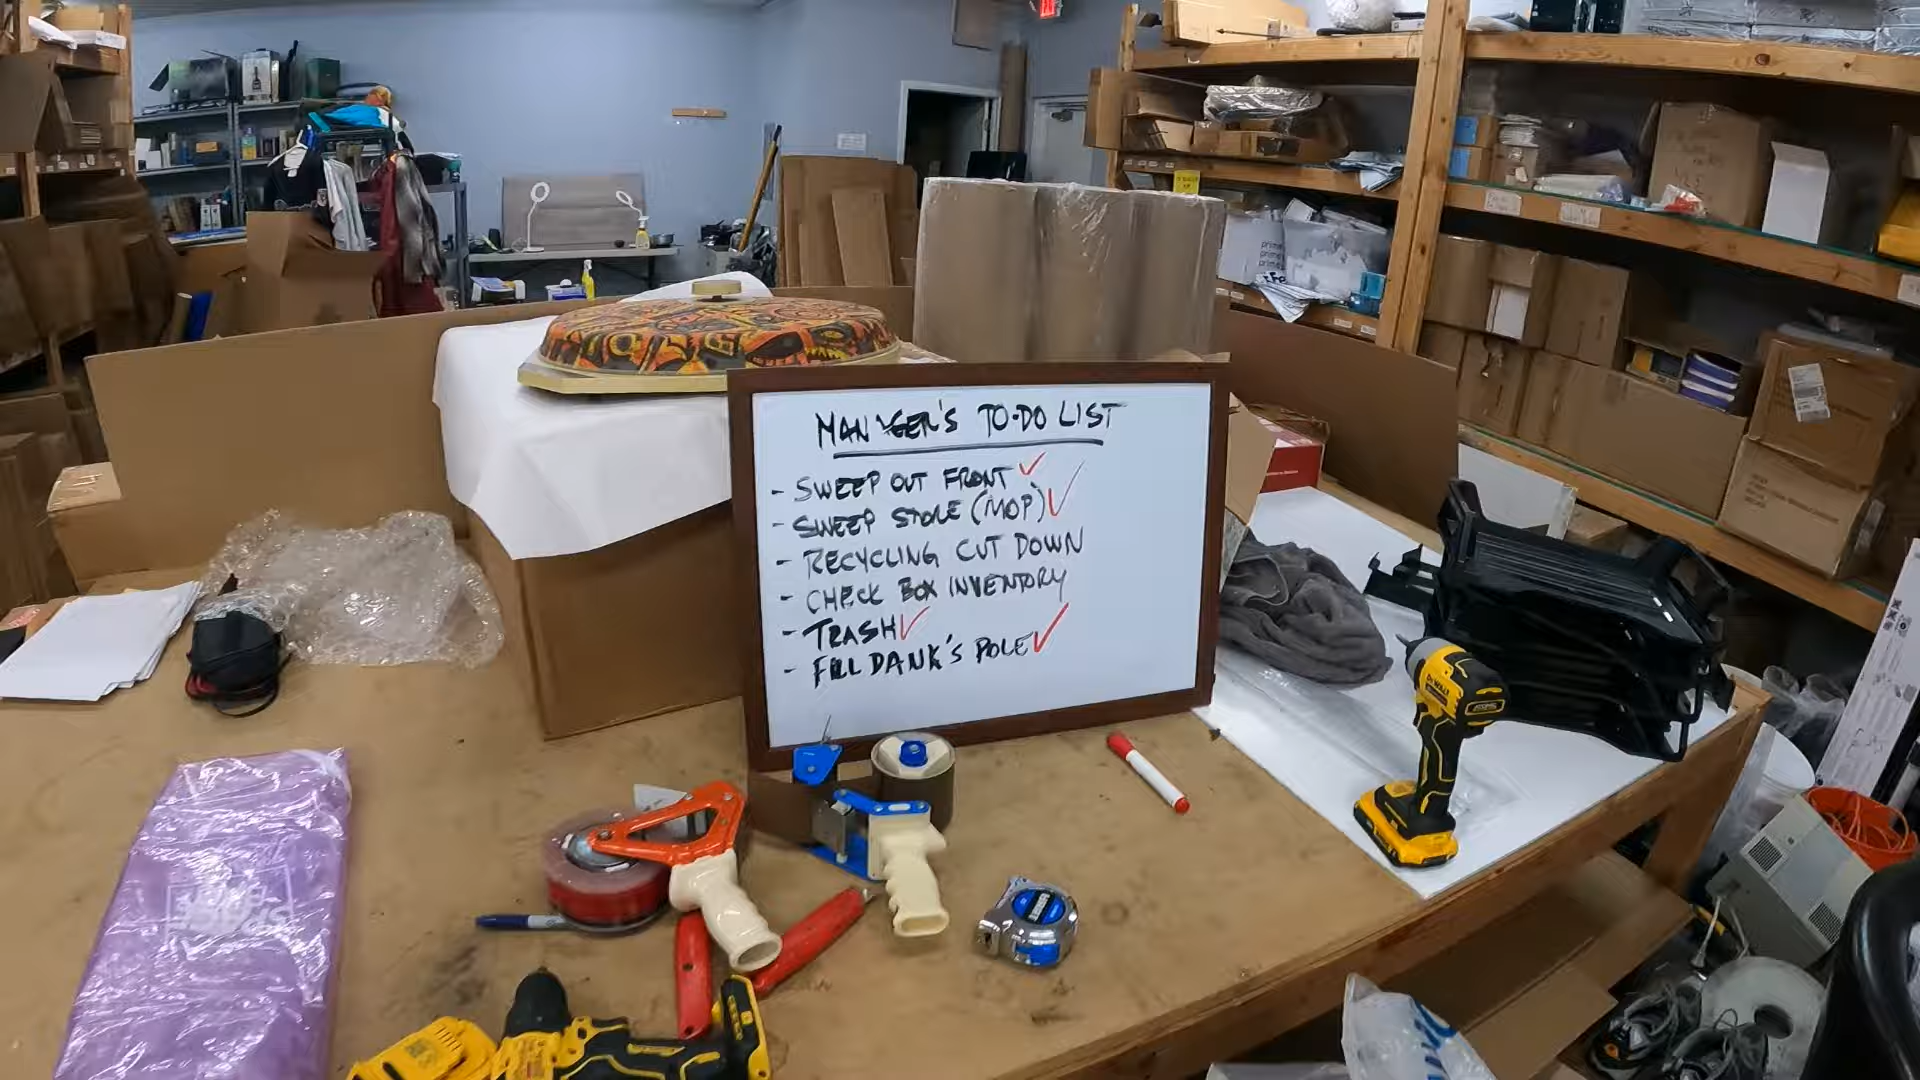 MANAGER'S TO-DO LIST
- SWEEP OUT FRONT ✓
- SWEEP STORE (MOP) ✓
- RECYCLING CUT DOWN
- CHECK BOX INVENTORY
- TRASH ✓
- FILL DANK'S POLE ✓
DEWALT